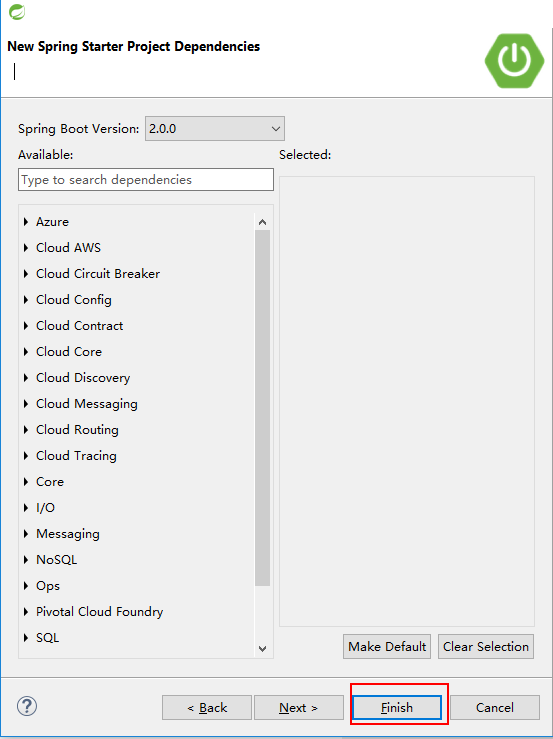 New Spring Starter Project Dependencies
Spring Boot Version: 2.0.0
Available:
Selected:
Type to search dependencies
Azure
Cloud AWS
Cloud Circuit Breaker
Cloud Config
Cloud Contract
Cloud Core
Cloud Discovery
Cloud Messaging
Cloud Routing
Cloud Tracing
Core
I/O
Messaging
NoSQL
Ops
Pivotal Cloud Foundry
SQL
Make Default
Clear Selection
?
< Back
Next >
Finish
Cancel